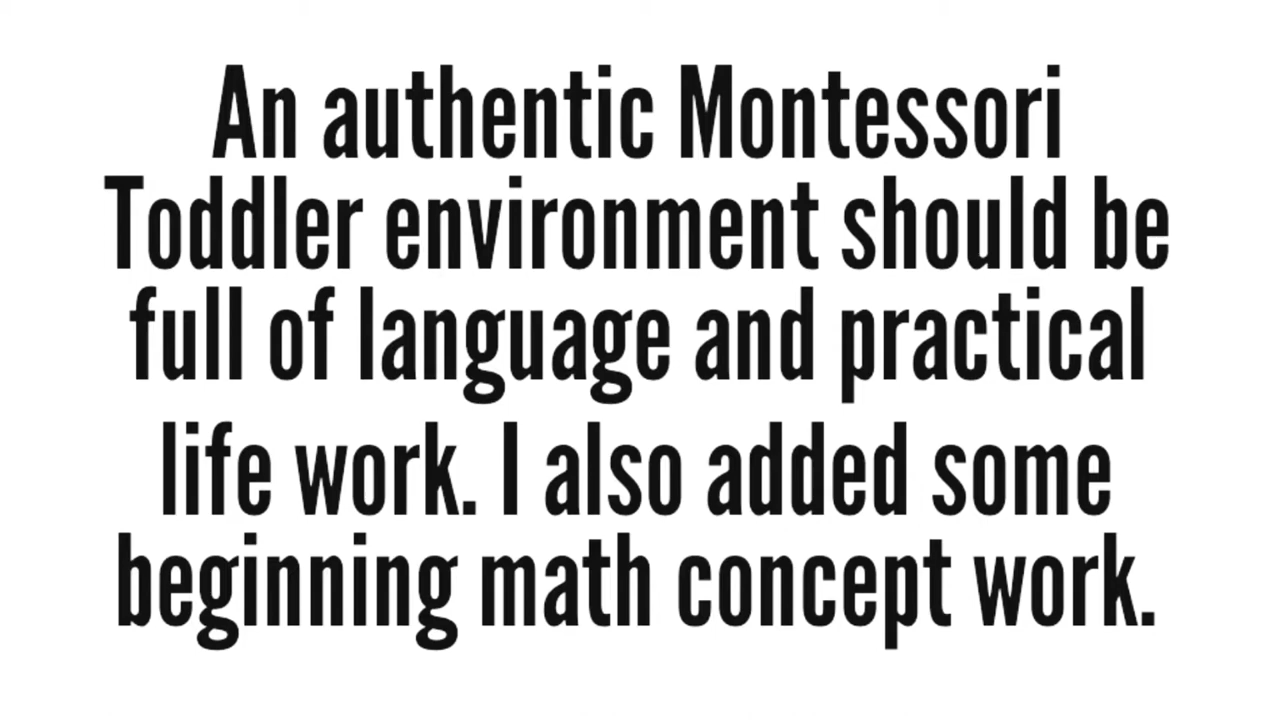 An authentic Montessori
Toddler environment should be
full of language and practical
life work. I also added some
beginning math concept work.